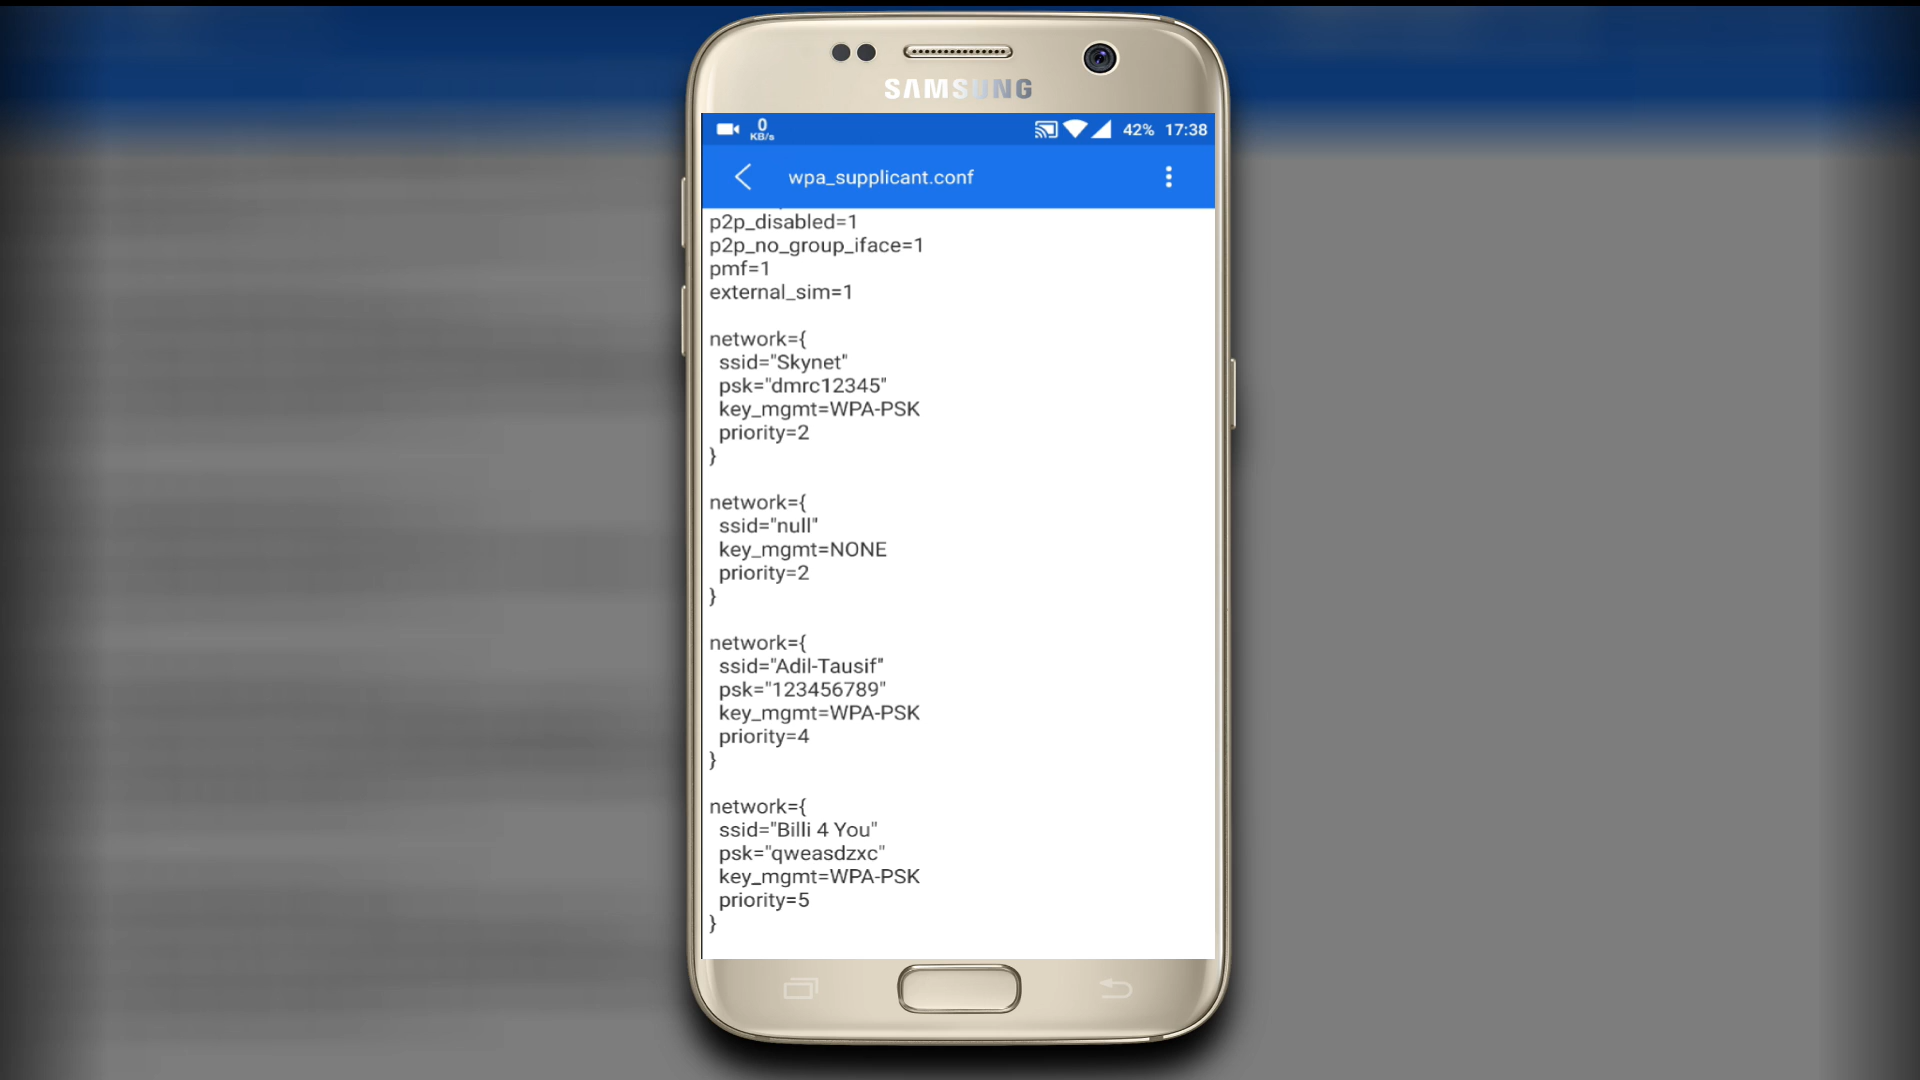 SAMSUNG
0
KB/s
42% 17:38
wpa_supplicant.conf
p2p_disabled=1
p2p_no_group_iface=1
pmf=1
external_sim=1
network={
ssid="Skynet"
psk="dmrc12345"
key_mgmt=WPA-PSK
priority=2
}
network={
ssid="null"
key_mgmt=NONE
priority=2
}
network={
ssid="Adil-Tausif"
psk="123456789"
key_mgmt=WPA-PSK
priority=4
}
network={
ssid="Billi 4 You"
psk="qweasdzxc"
key_mgmt=WPA-PSK
priority=5
}